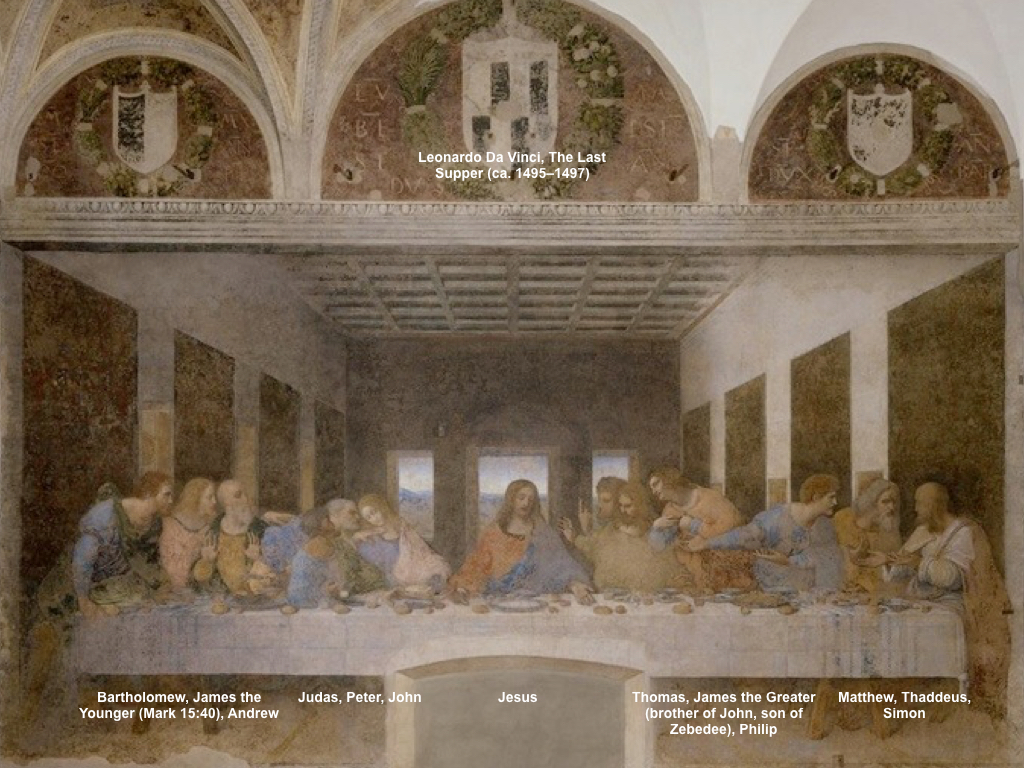 Leonardo Da Vinci, The Last
Supper (ca. 1495–1497)
Bartholomew, James the
Younger (Mark 15:40), Andrew
Judas, Peter, John
Jesus
Thomas, James the Greater
(brother of John, son of
Zebedee), Philip
Matthew, Thaddeus,
Simon